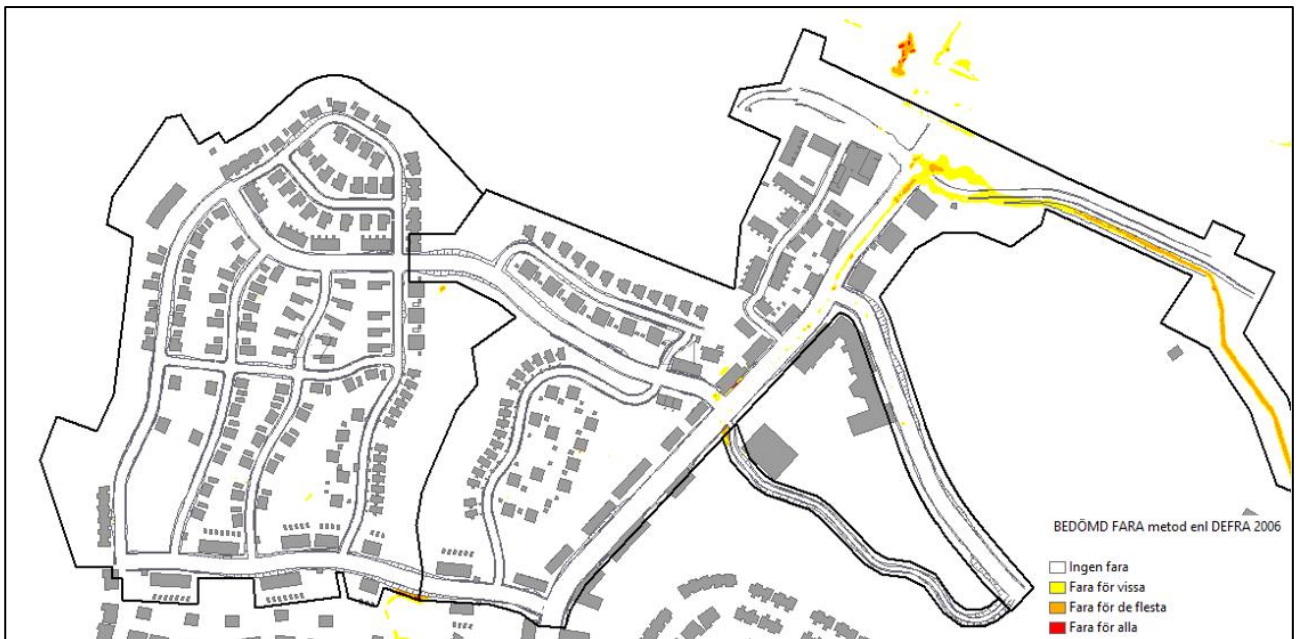 BEDÖMD FARA metod enl DEFRA 2006
Ingen fara
Fara för vissa
Fara för de flesta
Fara för alla